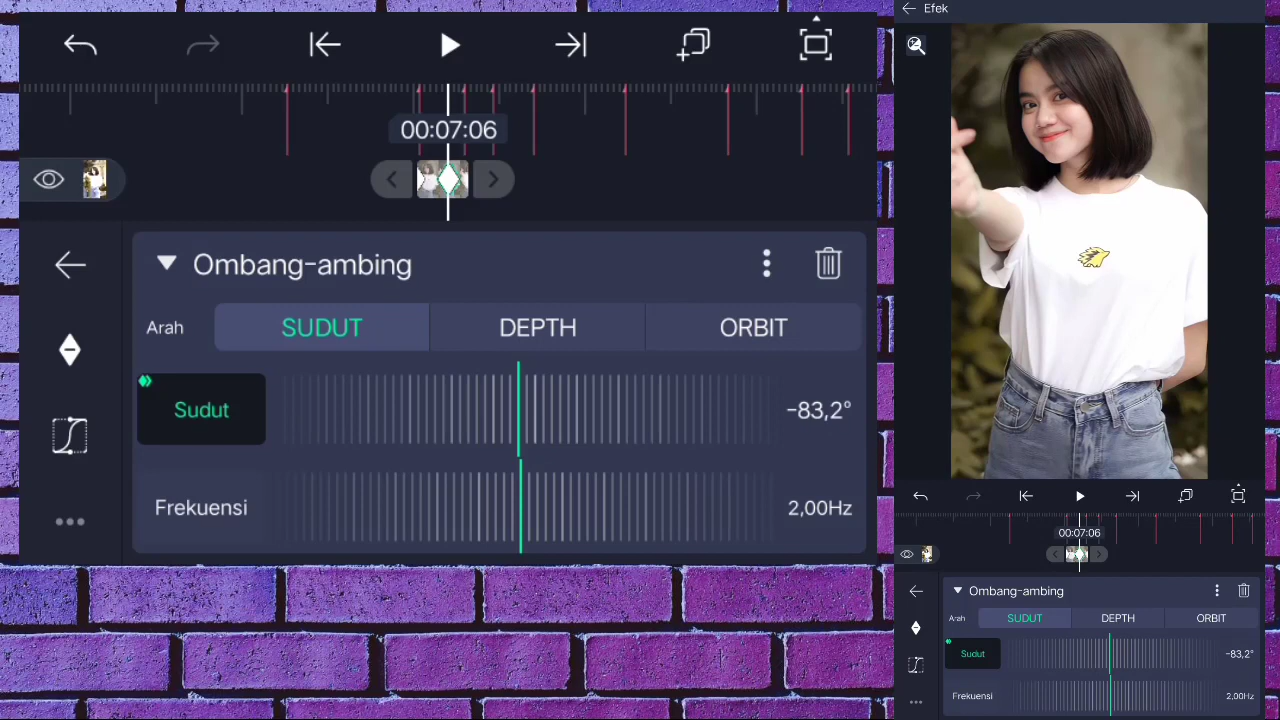 00:07:06
Ombang-ambing
Arah SUDUT DEPTH ORBIT
Sudut -83,2°
Frekuensi 2,00Hz
Efek
00:07:06
Ombang-ambing
Arah SUDUT DEPTH ORBIT
Sudut -83,2°
Frekuensi 2,00Hz